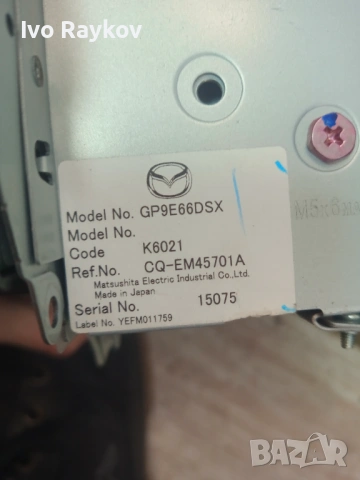 Ivo Raykov
Model No. GP9E66DSX
Model No.
Code K6021
Ref.No. CQ-EM45701A
Matsushita Electric Industrial Co.,Ltd.
Made in Japan
Serial No. 15075
Label No. YEFM011759
BAZAR